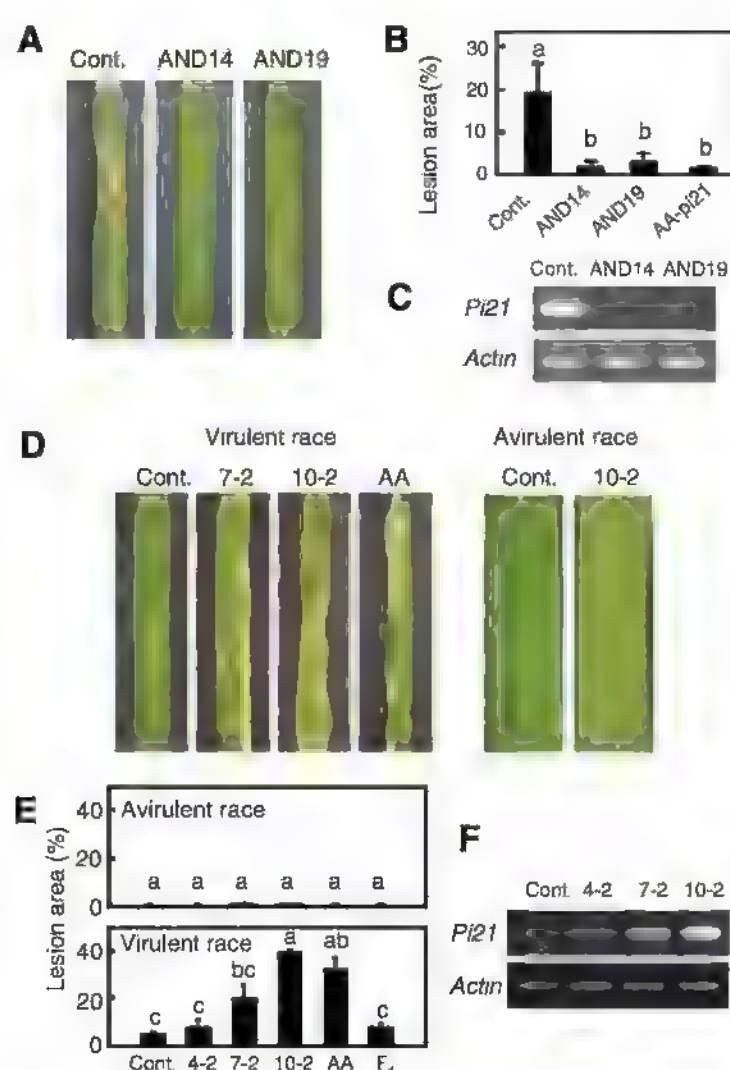 A
Cont. AND14 AND19
B
Lesion area(%)
30
20
10
0
a
b
b
b
Cont.
AND14
AND19
AA-pi21
C
Cont. AND14 AND19
Pi21
Actin
D
Virulent race
Avirulent race
Cont. 7-2 10-2 AA
Cont. 10-2
E
Lesion area (%)
40
20
0
Avirulent race
a a a a a a
40
20
0
Virulent race
c c bc a ab c
Cont. 4-2 7-2 10-2 AA
F
Cont 4-2 7-2 10-2
Pi21
Actin